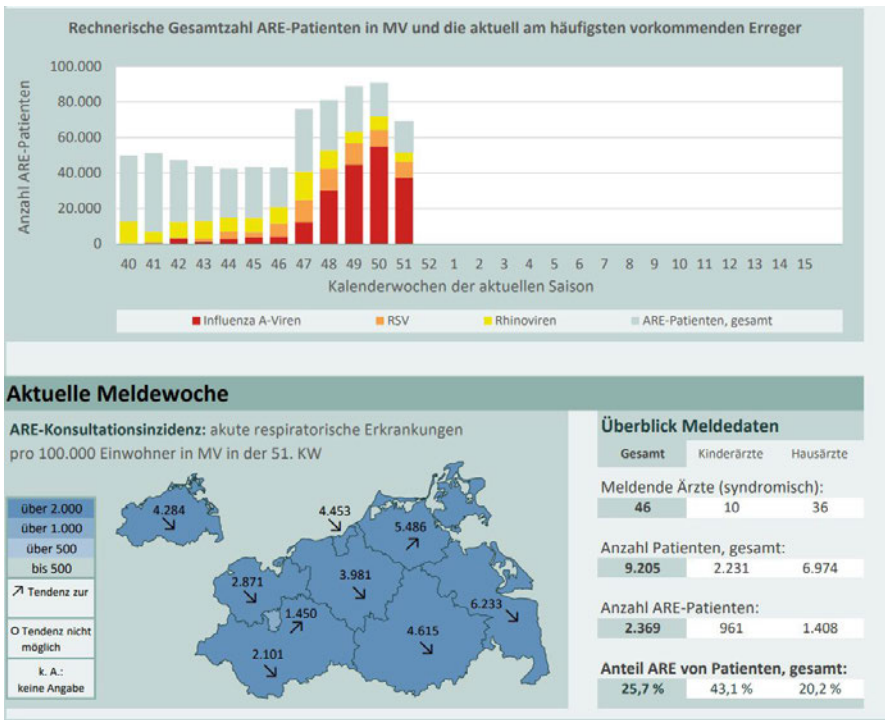 Rechnerische Gesamtzahl ARE-Patienten in MV und die aktuell am häufigsten vorkommenden Erreger
Anzahl ARE-Patienten
100.000
80.000
60.000
40.000
20.000
0
40 41 42 43 44 45 46 47 48 49 50 51 52 1 2 3 4 5 6 7 8 9 10 11 12 13 14 15
Kalenderwochen der aktuellen Saison
Influenza A-Viren RSV Rhinoviren ARE-Patienten, gesamt
Aktuelle Meldewoche
ARE-Konsultationsinzidenz: akute respiratorische Erkrankungen
pro 100.000 Einwohner in MV in der 51. KW
über 2.000
über 1.000
über 500
bis 500
Tendenz zur
O Tendenz nicht
möglich
k. A.:
keine Angabe
4.284
4.453
5.486
2.871
3.981
1.450
6.233
4.615
2.101
Überblick Meldedaten
Gesamt Kinderärzte Hausärzte
Meldende Ärzte (syndromisch):
46 10 36
Anzahl Patienten, gesamt:
9.205 2.231 6.974
Anzahl ARE-Patienten:
2.369 961 1.408
Anteil ARE von Patienten, gesamt:
25,7 % 43,1 % 20,2 %